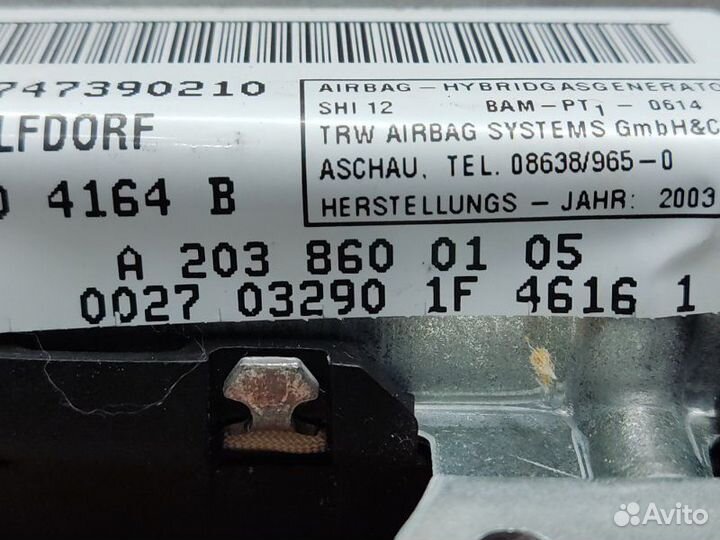 747390210
LFDORF
4164 B
AIRBAG - HYBRIDGASGENERATO
SHI 12 BAM-PT1 - 0614
TRW AIRBAG SYSTEMS GmbH&C
ASCHAU, TEL. 08638/965-0
HERSTELLUNGS - JAHR: 2003
A 203 860 01 05
0027 03290 1F 4616 1
Avito